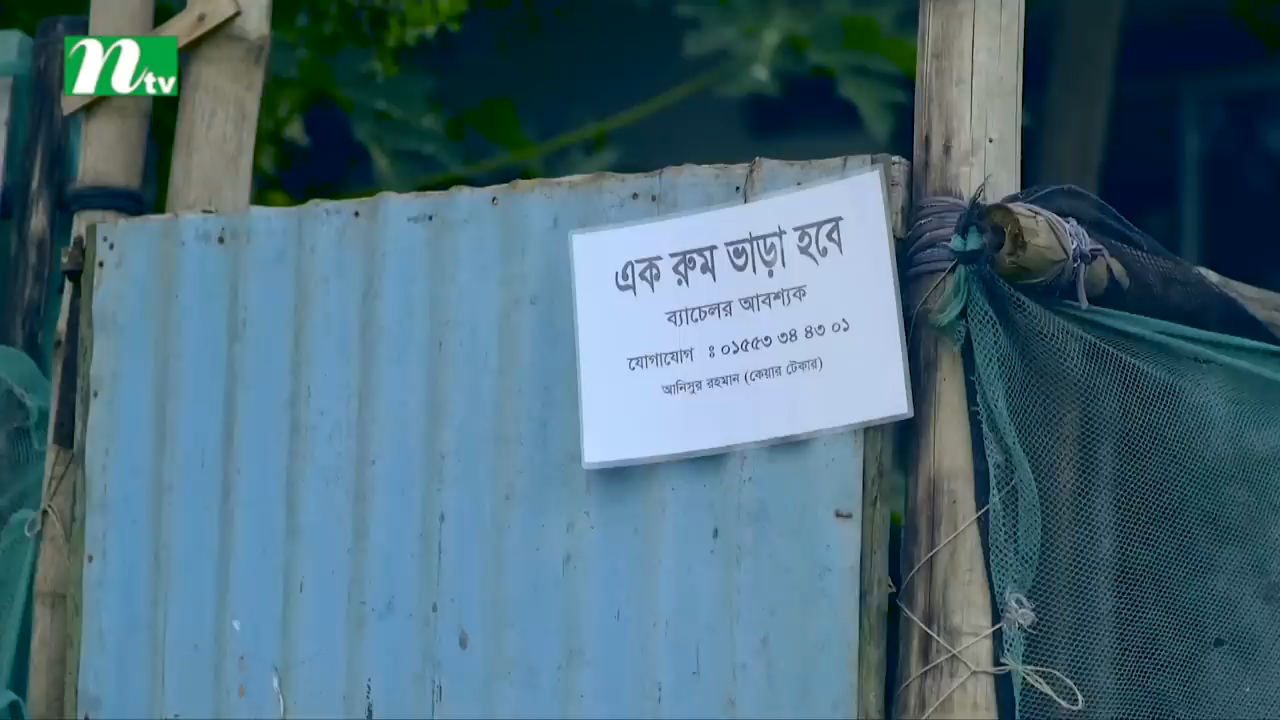 ntv
এক রুম ভাড়া হবে
ব্যাচেলর আবশ্যক
যোগাযোগ : ০১৫৫৩ ৩৪ ৪৩ ০১
আনিসুর রহমান (কেয়ার টেকার)